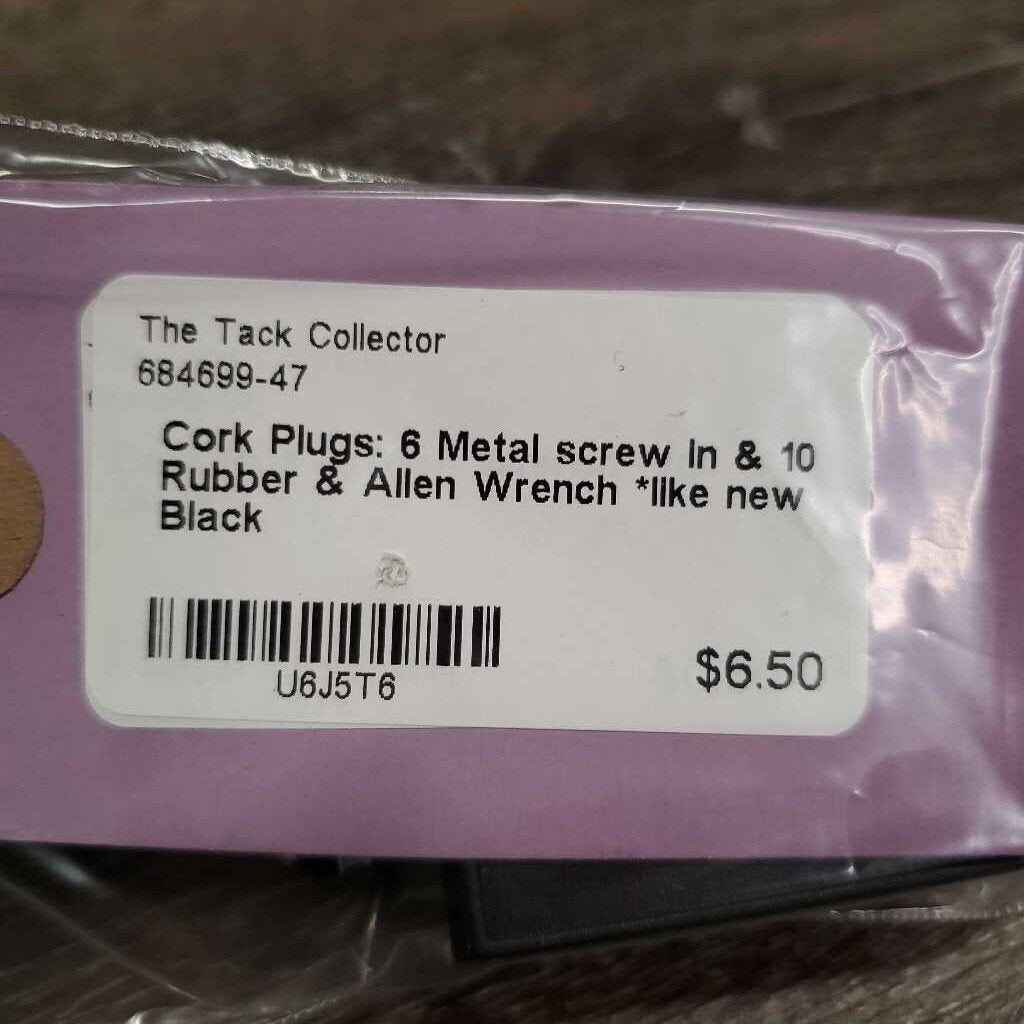 The Tack Collector
684699-47
Cork Plugs: 6 Metal screw in & 10
Rubber & Allen Wrench *like new
Black
U6J5T6
$6.50